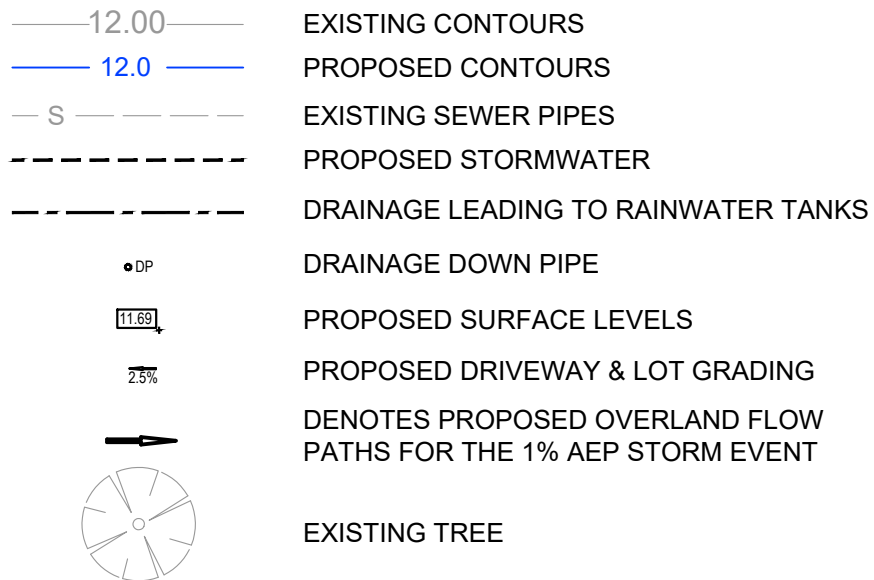 12.00 EXISTING CONTOURS
12.0 PROPOSED CONTOURS
S EXISTING SEWER PIPES
PROPOSED STORMWATER
DRAINAGE LEADING TO RAINWATER TANKS
DP DRAINAGE DOWN PIPE
11.69 PROPOSED SURFACE LEVELS
2.5% PROPOSED DRIVEWAY & LOT GRADING
DENOTES PROPOSED OVERLAND FLOW
PATHS FOR THE 1% AEP STORM EVENT
EXISTING TREE